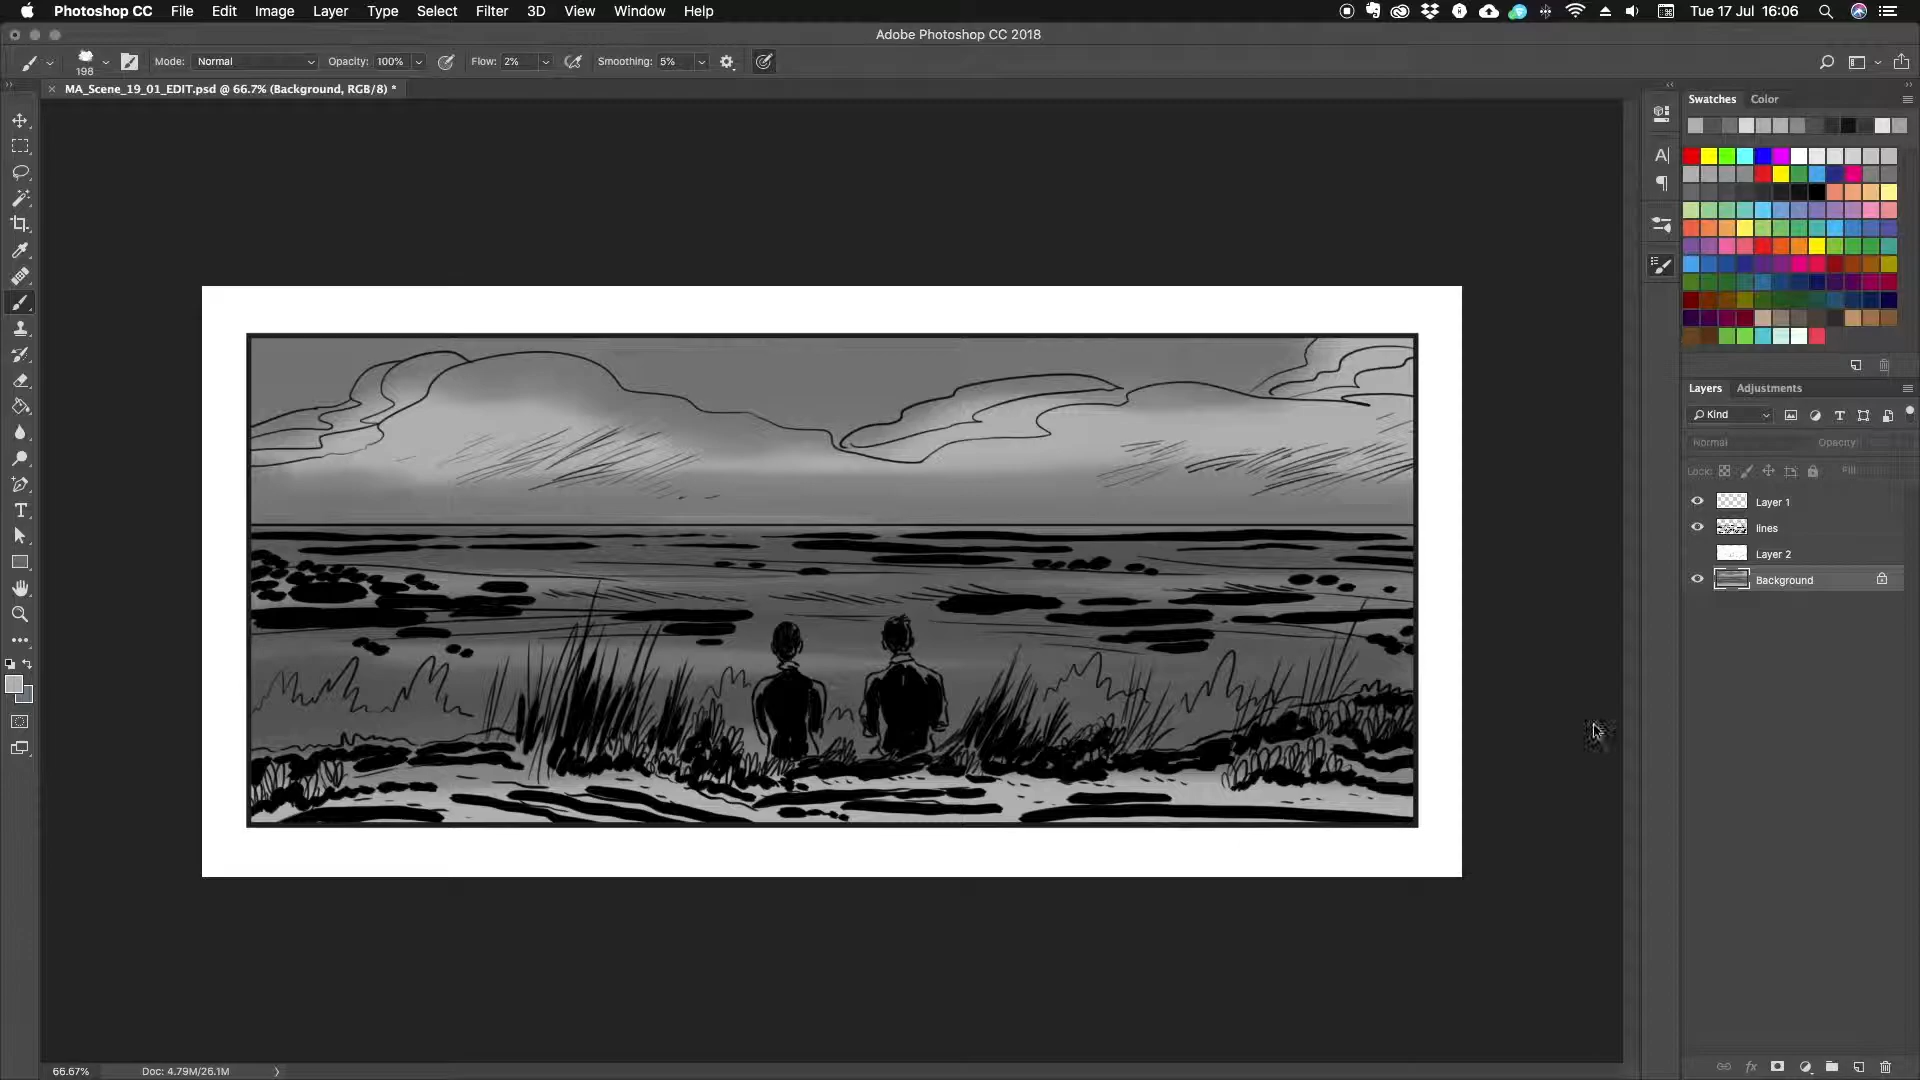 Photoshop CC File Edit Image Layer Type Select Filter 3D View Window Help Tue 17 Jul 16:06
Adobe Photoshop CC 2018
198 Mode: Normal Opacity: 100% Flow: 2% Smoothing: 5%
MA_Scene_19_01_EDIT.psd @ 66.7% (Background, RGB/8) *
Swatches Color
Layers Adjustments
Kind
Normal Opacity
Lock: Fill
Layer 1
lines
Layer 2
Background
66.67% Doc: 4.79M/26.1M